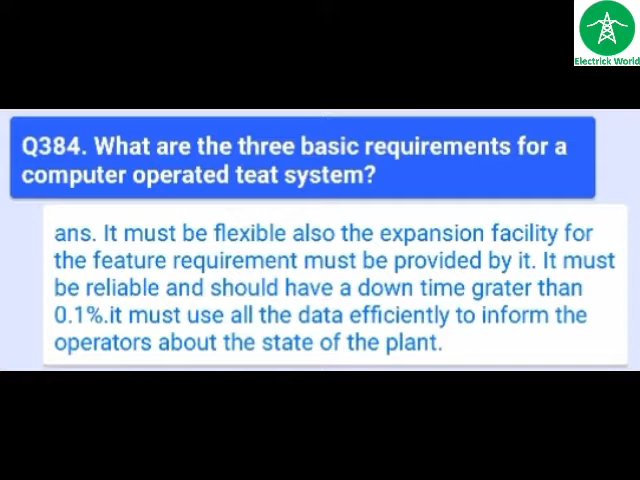 Electrick World
Q384. What are the three basic requirements for a
computer operated teat system?
ans. It must be flexible also the expansion facility for
the feature requirement must be provided by it. It must
be reliable and should have a down time grater than
0.1%.it must use all the data efficiently to inform the
operators about the state of the plant.